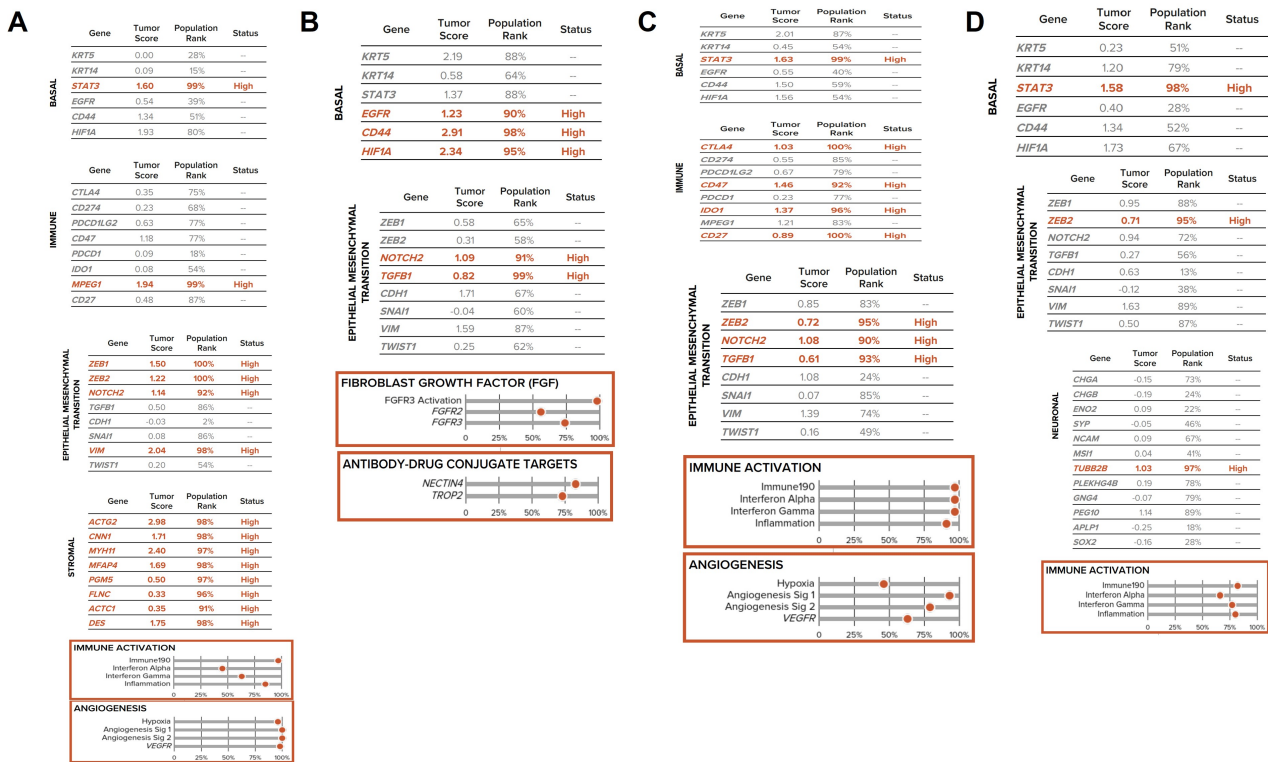 A
Gene Tumor Score Population Rank Status
BASAL
KRT5 0.00 28% --
KRT14 0.09 15% --
STAT3 1.60 99% High
EGFR 0.54 39% --
CD44 1.34 51% --
HIF1A 1.93 80% --
Gene Tumor Score Population Rank Status
IMMUNE
CTLA4 0.35 75% --
CD274 0.23 68% --
PDCD1LG2 0.63 77% --
CD47 1.18 77% --
PDCD1 0.09 18% --
IDO1 0.08 54% --
MPEG1 1.94 99% High
CD27 0.48 87% --
Gene Tumor Score Population Rank Status
EPITHELIAL MESENCHYMAL TRANSITION
ZEB1 1.50 100% High
ZEB2 1.22 100% High
NOTCH2 1.14 92% High
TGFB1 0.50 86% --
CDH1 -0.03 2% --
SNAI1 0.08 86% --
VIM 2.04 98% High
TWIST1 0.20 54% --
Gene Tumor Score Population Rank Status
STROMAL
ACTG2 2.98 98% High
CNN1 1.71 98% High
MYH11 2.40 97% High
MFAP4 1.69 98% High
PGM5 0.50 97% High
FLNC 0.33 96% High
ACTC1 0.35 91% High
DES 1.75 98% High
IMMUNE ACTIVATION
Immune190
Interferon Alpha
Interferon Gamma
Inflammation
0 25% 50% 75% 100%
ANGIOGENESIS
Hypoxia
Angiogenesis Sig 1
Angiogenesis Sig 2
VEGFR
0 25% 50% 75% 100%
B
Gene Tumor Score Population Rank Status
BASAL
KRT5 2.19 88% --
KRT14 0.58 64% --
STAT3 1.37 88% --
EGFR 1.23 90% High
CD44 2.91 98% High
HIF1A 2.34 95% High
Gene Tumor Score Population Rank Status
EPITHELIAL MESENCHYMAL TRANSITION
ZEB1 0.58 65% --
ZEB2 0.31 58% --
NOTCH2 1.09 91% High
TGFB1 0.82 99% High
CDH1 1.71 67% --
SNAI1 -0.04 60% --
VIM 1.59 87% --
TWIST1 0.25 62% --
FIBROBLAST GROWTH FACTOR (FGF)
FGFR3 Activation
FGFR2
FGFR3
0 25% 50% 75% 100%
ANTIBODY-DRUG CONJUGATE TARGETS
NECTIN4
TROP2
0 25% 50% 75% 100%
C
Gene Tumor Score Population Rank Status
BASAL
KRT5 2.01 87% --
KRT14 0.45 54% --
STAT3 1.63 99% High
EGFR 0.55 40% --
CD44 1.50 59% --
HIF1A 1.56 54% --
Gene Tumor Score Population Rank Status
IMMUNE
CTLA4 1.03 100% High
CD274 0.55 85% --
PDCD1LG2 0.67 79% --
CD47 1.46 92% High
PDCD1 0.23 77% --
IDO1 1.37 96% High
MPEG1 1.21 83% --
CD27 0.89 100% High
Gene Tumor Score Population Rank Status
EPITHELIAL MESENCHYMAL TRANSITION
ZEB1 0.85 83% --
ZEB2 0.72 95% High
NOTCH2 1.08 90% High
TGFB1 0.61 93% High
CDH1 1.08 24% --
SNAI1 0.07 85% --
VIM 1.39 74% --
TWIST1 0.16 49% --
IMMUNE ACTIVATION
Immune190
Interferon Alpha
Interferon Gamma
Inflammation
0 25% 50% 75% 100%
ANGIOGENESIS
Hypoxia
Angiogenesis Sig 1
Angiogenesis Sig 2
VEGFR
0 25% 50% 75% 100%
D
Gene Tumor Score Population Rank Status
BASAL
KRT5 0.23 51% --
KRT14 1.20 79% --
STAT3 1.58 98% High
EGFR 0.40 28% --
CD44 1.34 52% --
HIF1A 1.73 67% --
Gene Tumor Score Population Rank Status
EPITHELIAL MESENCHYMAL TRANSITION
ZEB1 0.95 88% --
ZEB2 0.71 95% High
NOTCH2 0.94 72% --
TGFB1 0.27 56% --
CDH1 0.63 13% --
SNAI1 -0.12 38% --
VIM 1.63 89% --
TWIST1 0.50 87% --
Gene Tumor Score Population Rank Status
NEURONAL
CHGA -0.15 73% --
CHGB -0.19 24% --
ENO2 0.09 22% --
SYP -0.05 46% --
NCAM 0.09 67% --
MSI1 0.04 41% --
TUBB2B 1.03 97% High
PLEKHG4B 0.19 78% --
GNG4 -0.07 79% --
PEG10 1.14 89% --
APLP1 -0.25 18% --
SOX2 -0.16 28% --
IMMUNE ACTIVATION
Immune190
Interferon Alpha
Interferon Gamma
Inflammation
0 25% 50% 75% 100%